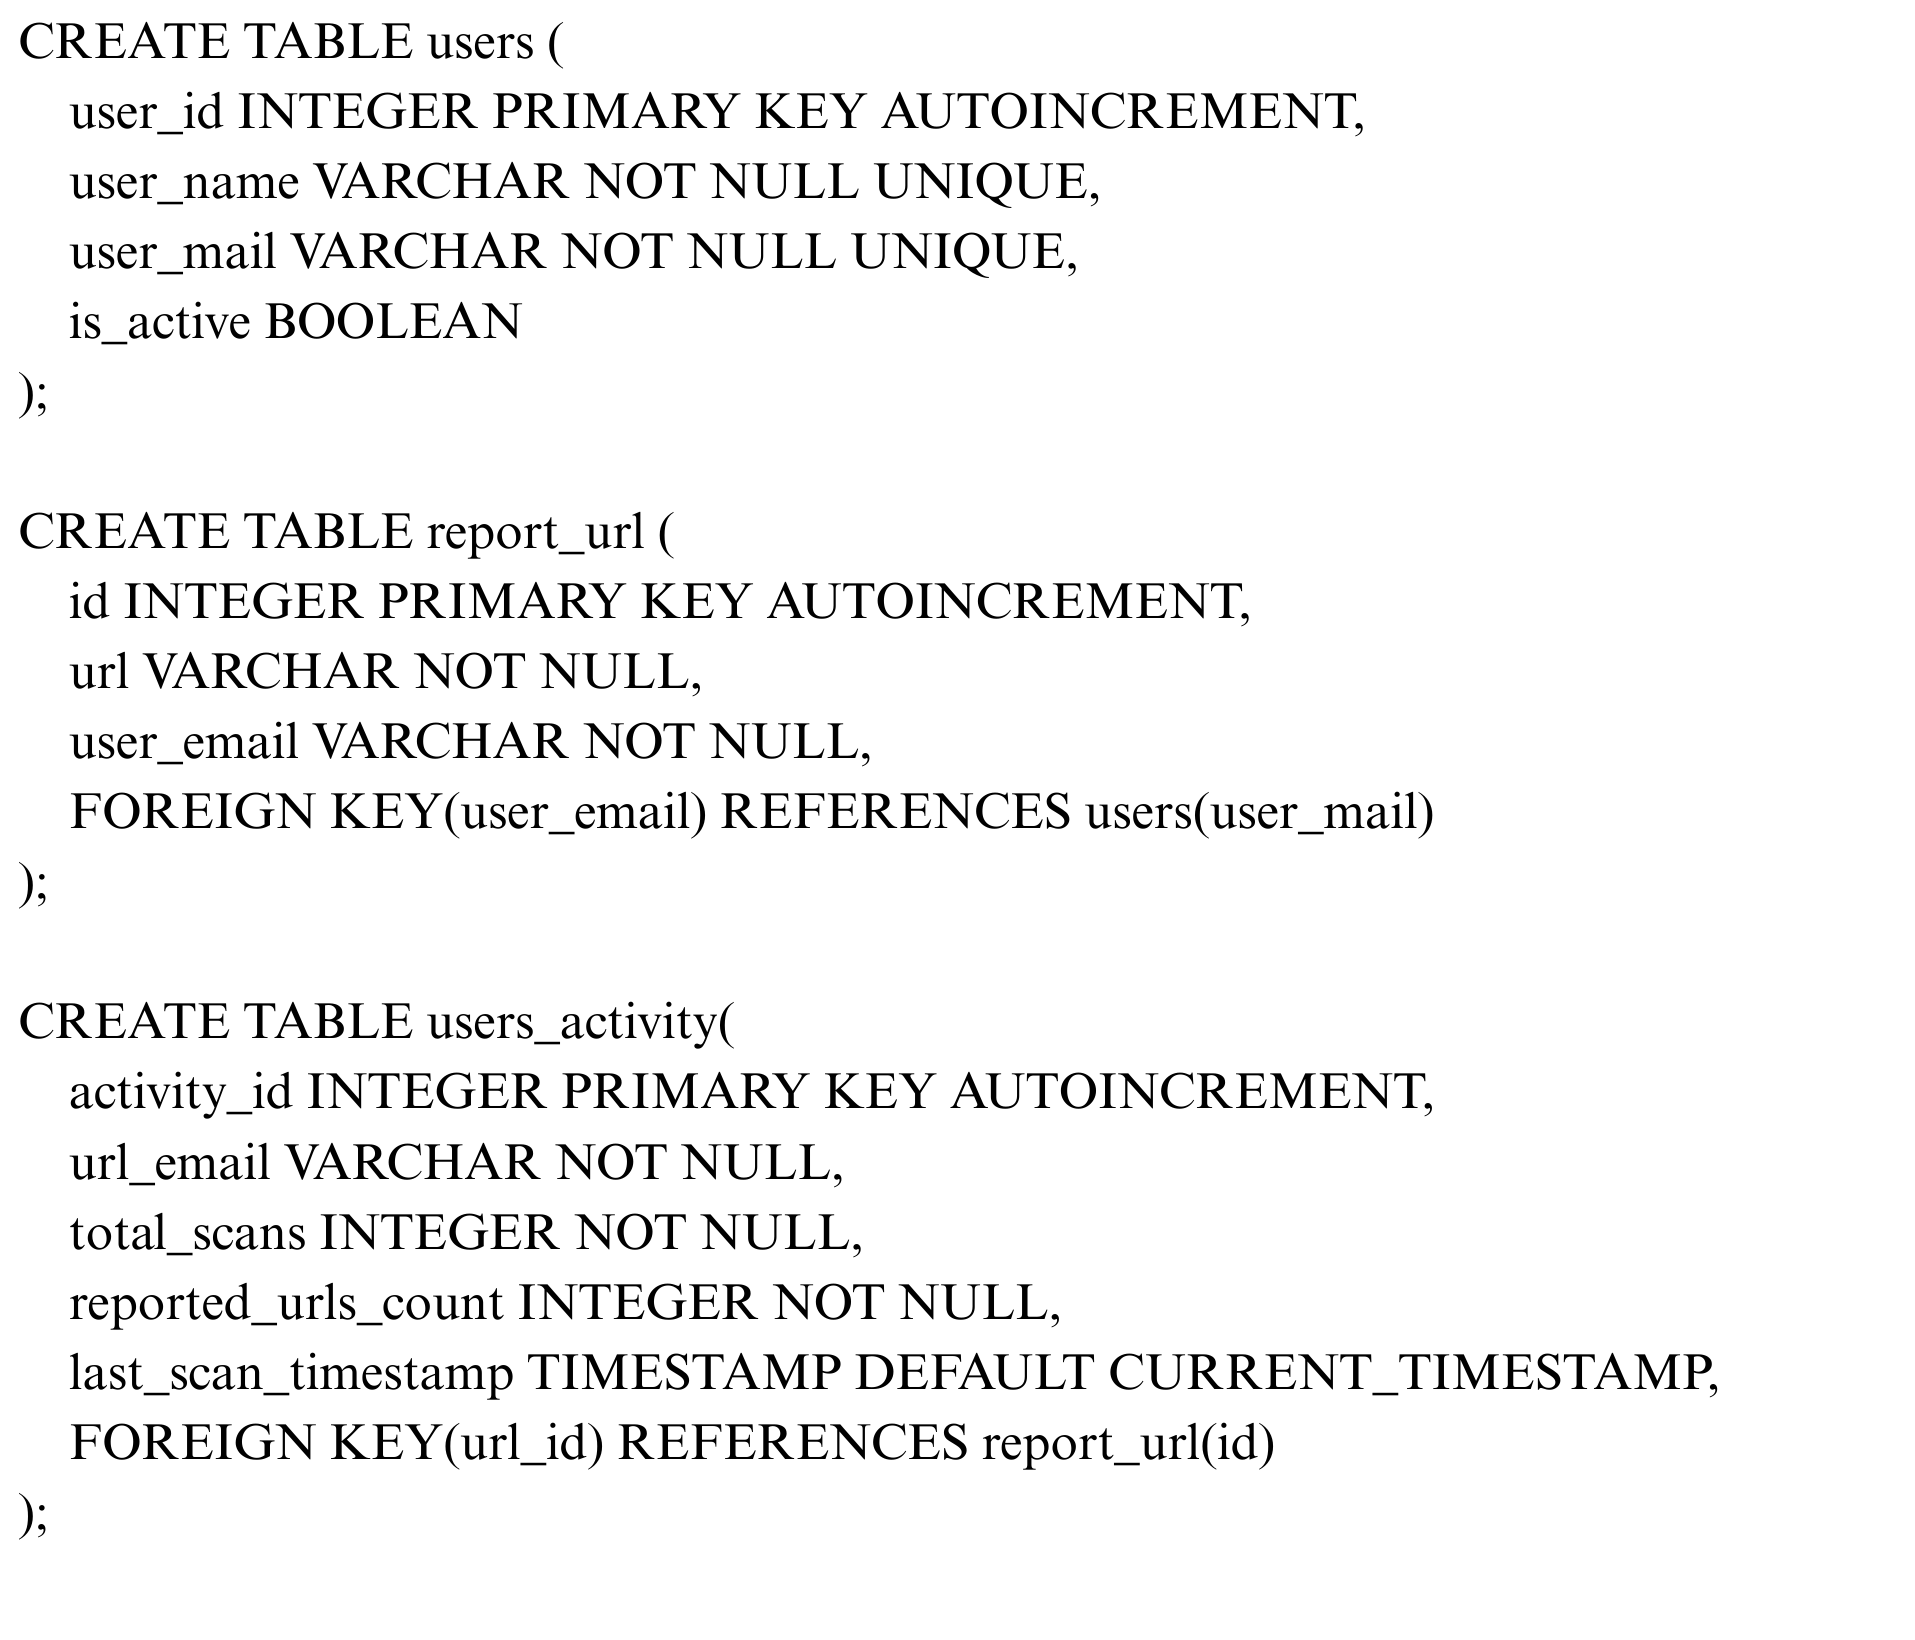 CREATE TABLE users (
user_id INTEGER PRIMARY KEY AUTOINCREMENT,
user_name VARCHAR NOT NULL UNIQUE,
user_mail VARCHAR NOT NULL UNIQUE,
is_active BOOLEAN
);
CREATE TABLE report_url (
id INTEGER PRIMARY KEY AUTOINCREMENT,
url VARCHAR NOT NULL,
user_email VARCHAR NOT NULL,
FOREIGN KEY(user_email) REFERENCES users(user_mail)
);
CREATE TABLE users_activity(
activity_id INTEGER PRIMARY KEY AUTOINCREMENT,
url_email VARCHAR NOT NULL,
total_scans INTEGER NOT NULL,
reported_urls_count INTEGER NOT NULL,
last_scan_timestamp TIMESTAMP DEFAULT CURRENT_TIMESTAMP,
FOREIGN KEY(url_id) REFERENCES report_url(id)
);